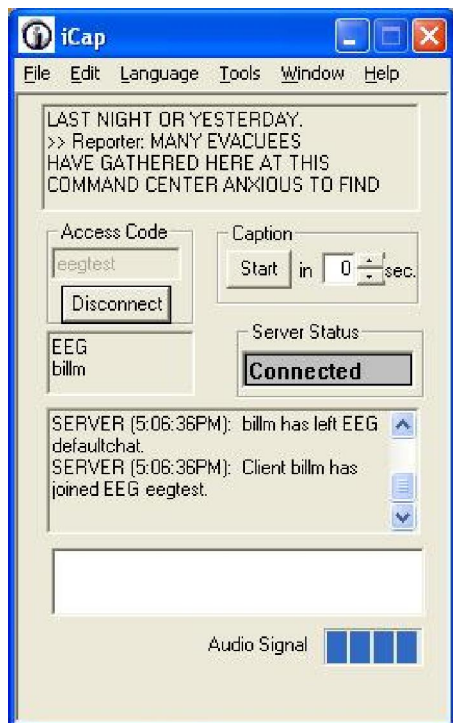 iCap
File Edit Language Tools Window Help
LAST NIGHT OR YESTERDAY.
>> Reporter: MANY EVACUEES
HAVE GATHERED HERE AT THIS
COMMAND CENTER ANXIOUS TO FIND
Access Code
eegtest
Disconnect
Caption
Start in 0 sec.
EEG
billm
Server Status
Connected
SERVER (5:06:36PM): billm has left EEG
defaultchat.
SERVER (5:06:36PM): Client billm has
joined EEG eegtest.
Audio Signal